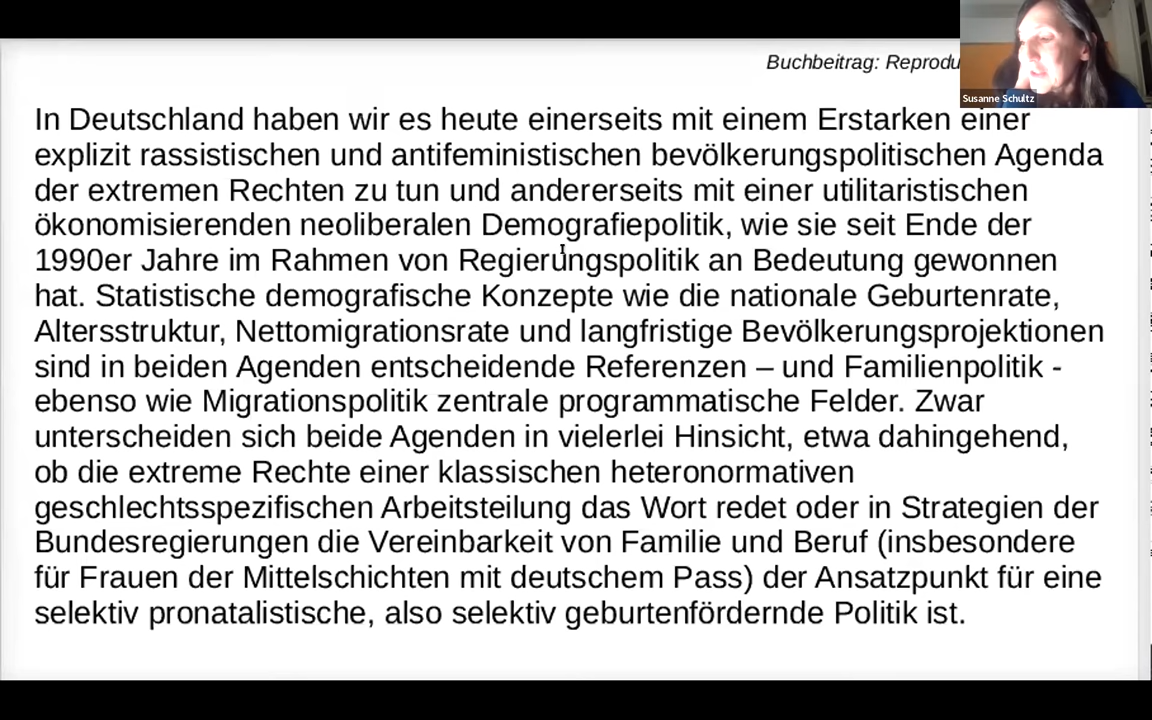 Buchbeitrag: Reprodu
Susanne Schultz
In Deutschland haben wir es heute einerseits mit einem Erstarken einer
explizit rassistischen und antifeministischen bevölkerungspolitischen Agenda
der extremen Rechten zu tun und andererseits mit einer utilitaristischen
ökonomisierenden neoliberalen Demografiepolitik, wie sie seit Ende der
1990er Jahre im Rahmen von Regierungspolitik an Bedeutung gewonnen
hat. Statistische demografische Konzepte wie die nationale Geburtenrate,
Altersstruktur, Nettomigrationsrate und langfristige Bevölkerungsprojektionen
sind in beiden Agenden entscheidende Referenzen – und Familienpolitik -
ebenso wie Migrationspolitik zentrale programmatische Felder. Zwar
unterscheiden sich beide Agenden in vielerlei Hinsicht, etwa dahingehend,
ob die extreme Rechte einer klassischen heteronormativen
geschlechtsspezifischen Arbeitsteilung das Wort redet oder in Strategien der
Bundesregierungen die Vereinbarkeit von Familie und Beruf (insbesondere
für Frauen der Mittelschichten mit deutschem Pass) der Ansatzpunkt für eine
selektiv pronatalistische, also selektiv geburtenfördernde Politik ist.